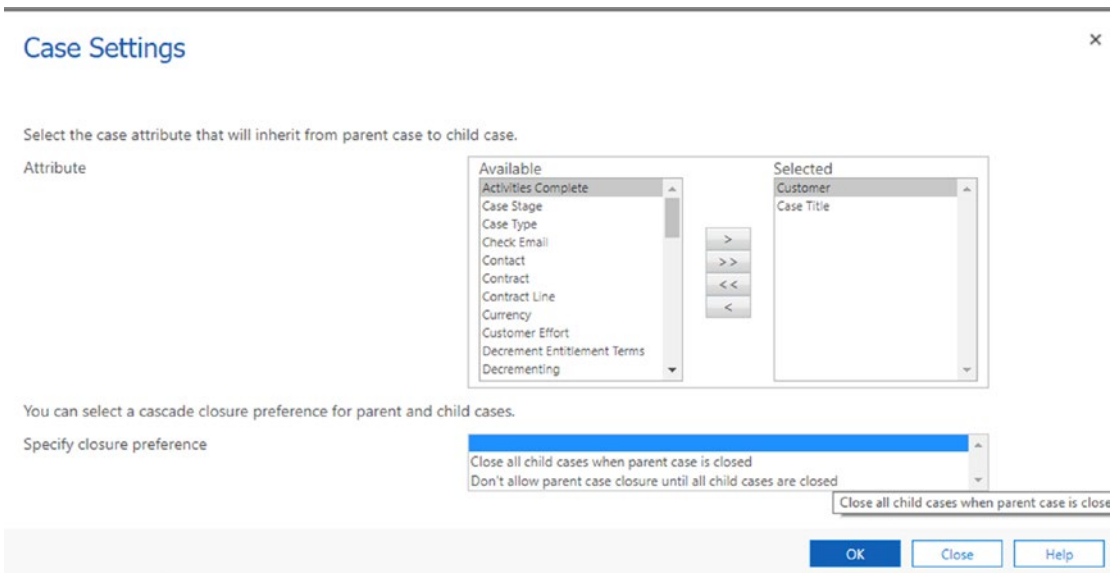 Case Settings
×
Select the case attribute that will inherit from parent case to child case.
Attribute
Available
Activities Complete
Case Stage
Case Type
Check Email
Contact
Contract
Contract Line
Currency
Customer Effort
Decrement Entitlement Terms
Decrementing
>
>>
<<
<
Selected
Customer
Case Title
You can select a cascade closure preference for parent and child cases.
Specify closure preference
Close all child cases when parent case is closed
Don't allow parent case closure until all child cases are closed
Close all child cases when parent case is close
OK
Close
Help